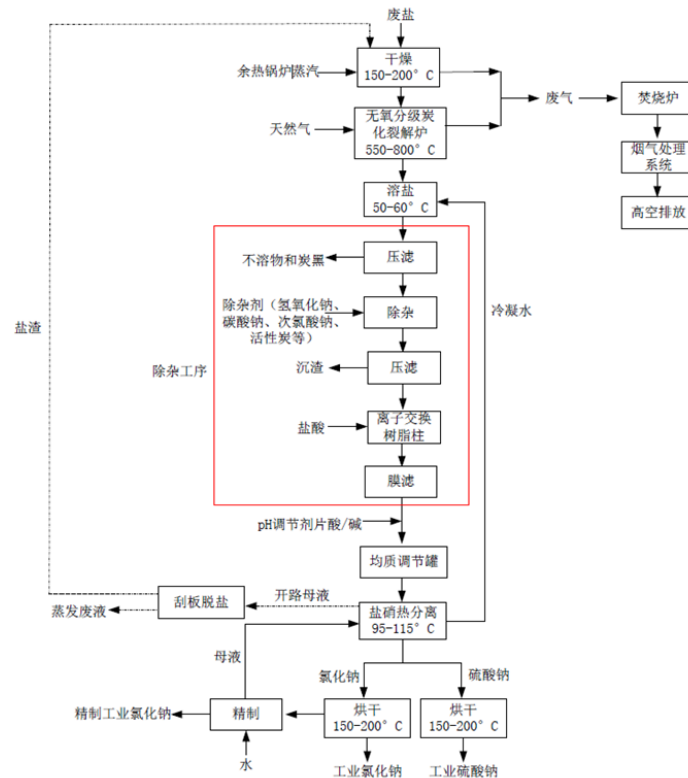 废盐
干燥
150-200° C
余热锅炉蒸汽
废气
焚烧炉
无氧分级炭
化裂解炉
550-800° C
天然气
烟气处理
系统
溶盐
50-60° C
高空排放
压滤
不溶物和炭黑
除杂剂（氢氧化钠、
碳酸钠、次氯酸钠、
活性炭等）
除杂
冷凝水
盐渣
沉渣
压滤
除杂工序
盐酸
离子交换
树脂柱
膜滤
pH调节剂片酸/碱
均质调节罐
刮板脱盐
开路母液
蒸发废液
盐硝热分离
95-115° C
母液
氯化钠
硫酸钠
精制工业氯化钠
精制
烘干
150-200° C
烘干
150-200° C
水
工业氯化钠
工业硫酸钠